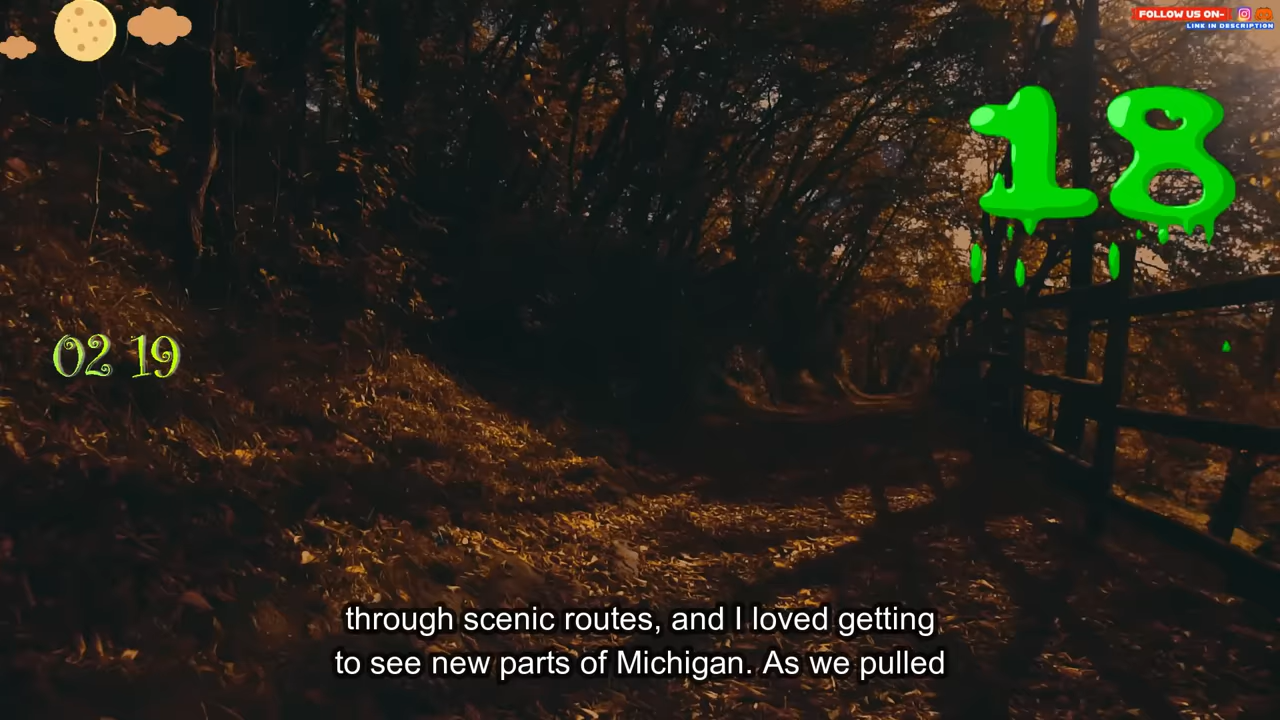 FOLLOW US ON-
LINK IN DESCRIPTION
18
02 19
through scenic routes, and I loved getting
to see new parts of Michigan. As we pulled